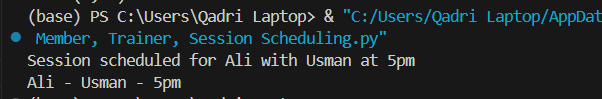 (base) PS C:\Users\Qadri Laptop> & "C:/Users/Qadri Laptop/AppDat
Member, Trainer, Session Scheduling.py"
Session scheduled for Ali with Usman at 5pm
Ali - Usman - 5pm